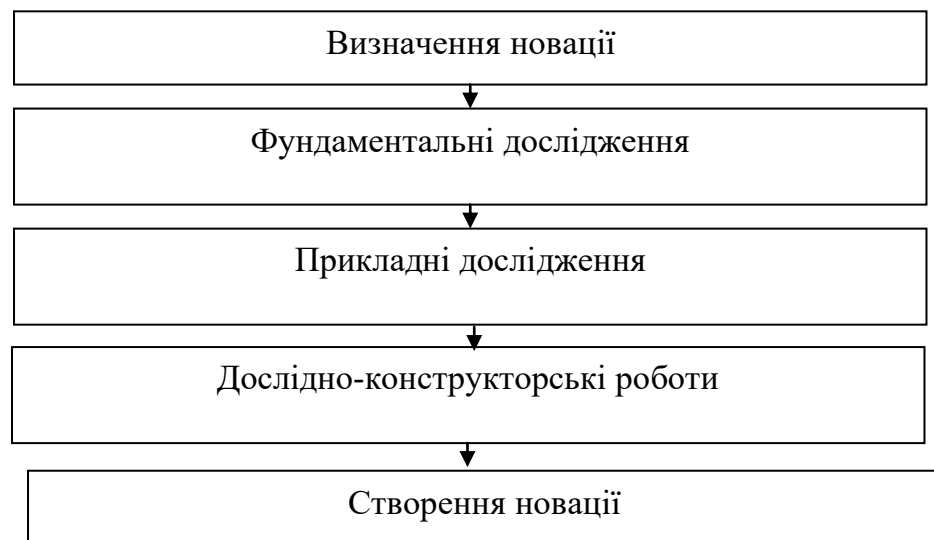 Визначення новації
Фундаментальні дослідження
Прикладні дослідження
Дослідно-конструкторські роботи
Створення новації